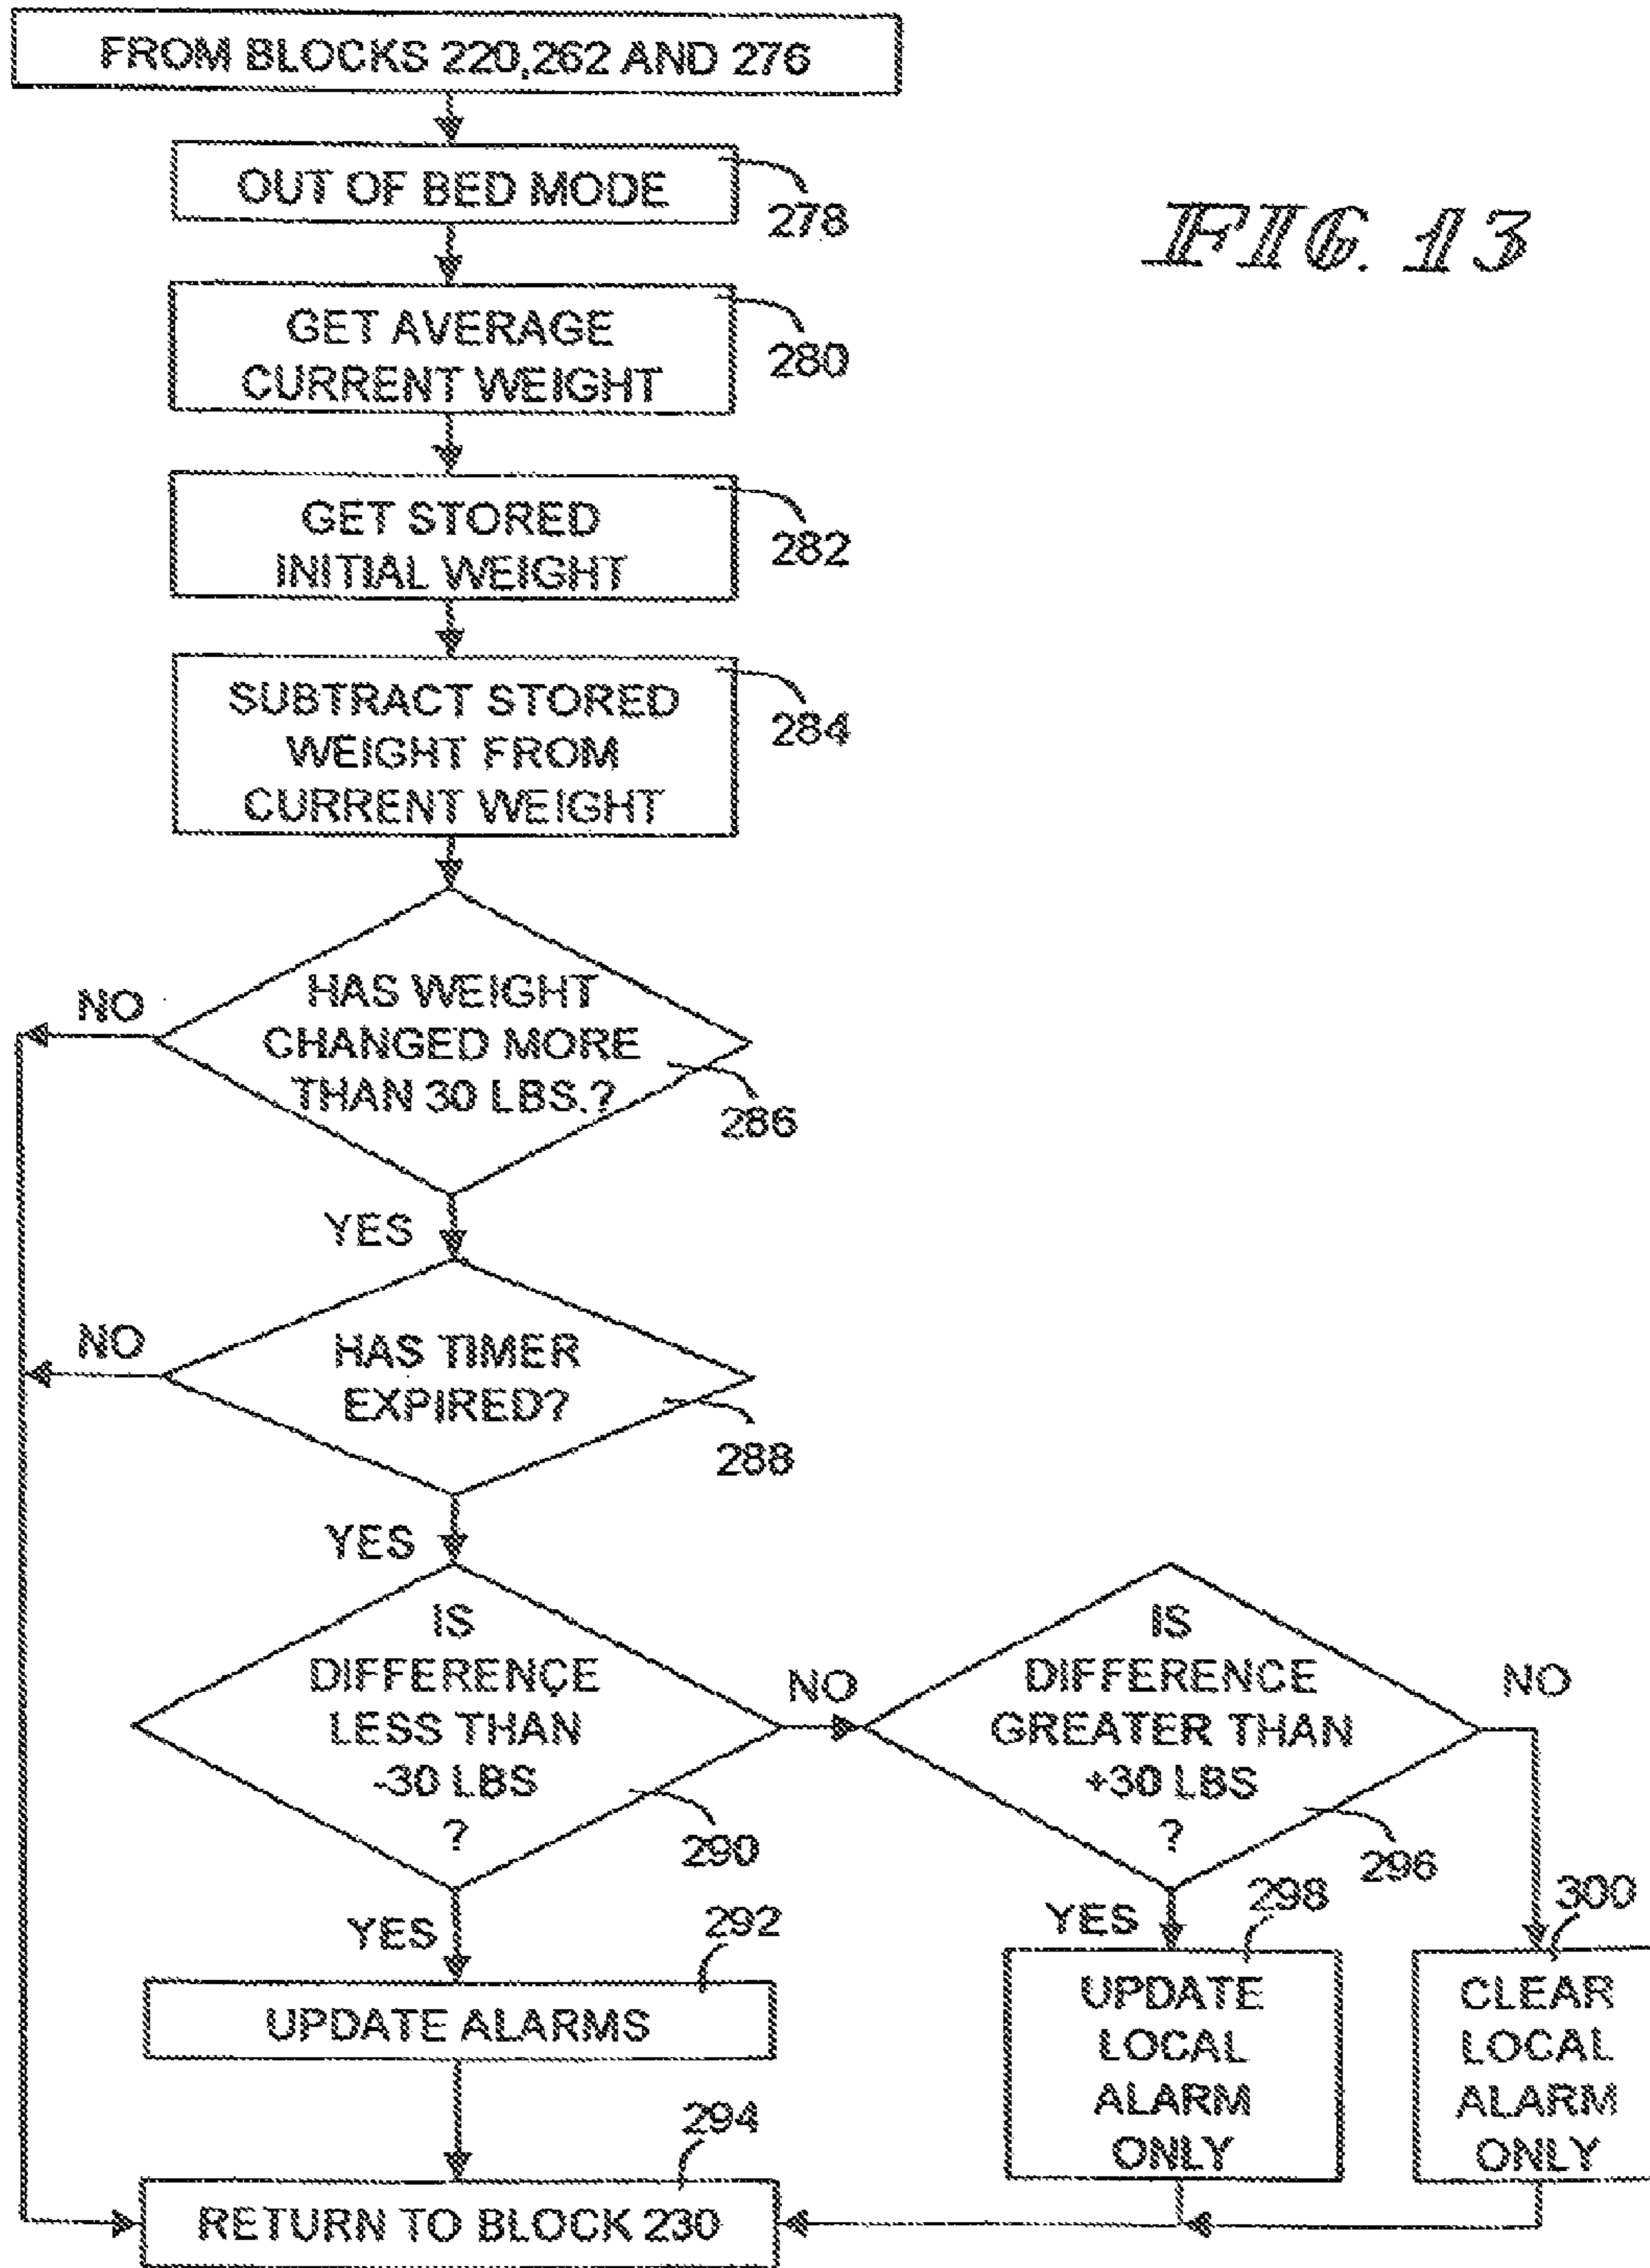 FROM BLOCKS 220,262 AND 276
OUT OF BED MODE
278
FIG. 13
GET AVERAGE
CURRENT WEIGHT
280
GET STORED
INITIAL WEIGHT
282
SUBTRACT STORED
WEIGHT FROM
CURRENT WEIGHT
284
HAS WEIGHT
CHANGED MORE
THAN 30 LBS.?
NO
286
YES
HAS TIMER
EXPIRED?
NO
288
YES
IS
DIFFERENCE
LESS THAN
-30 LBS
?
290
NO
IS
DIFFERENCE
GREATER THAN
+30 LBS
?
296
NO
YES
292
UPDATE ALARMS
YES
298
UPDATE
LOCAL
ALARM
ONLY
300
CLEAR
LOCAL
ALARM
ONLY
294
RETURN TO BLOCK 230